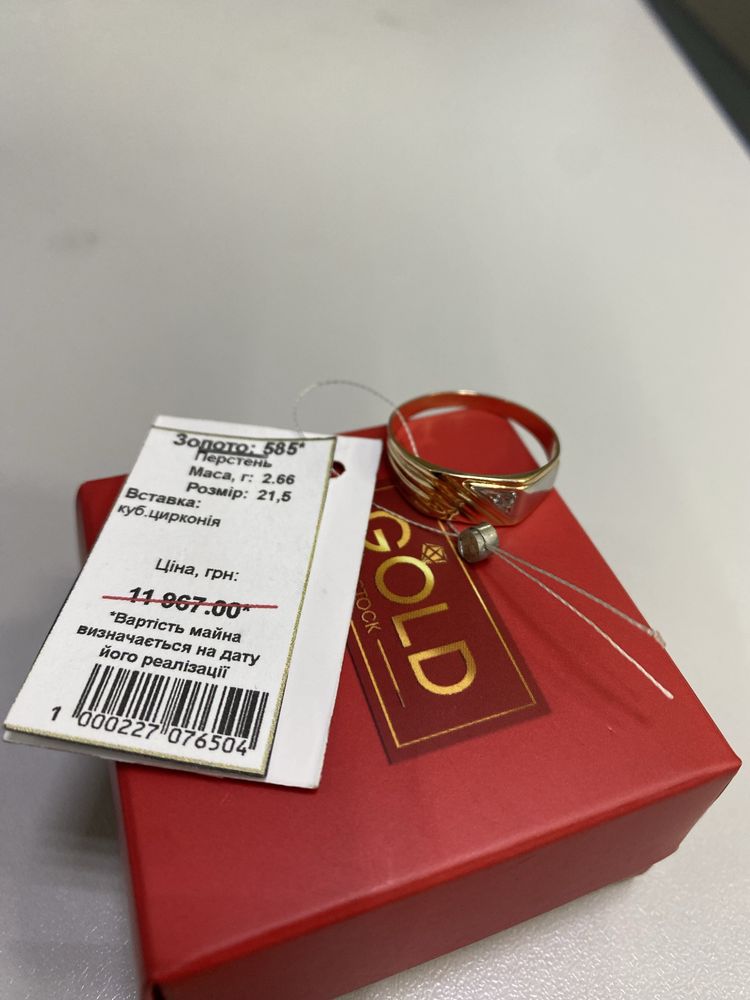 Золото: 585*
Перстень
Маса, г: 2.66
Розмір: 21,5
Вставка:
куб.цирконія
Ціна, грн:
11 967.00*
*Вартість майна
визначається на дату
його реалізації
1 000227 076504
GOLD
STOCK